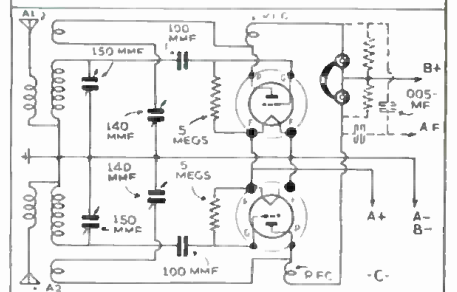 A1
R.F.C.
100
MMF
150 MMF
B+
.005-
MF
P
G
140
MMF
5
MEGS
F
F
A F
140
MMF
5
MEGS
A+
A-
B-
F
F
G
P
150
MMF
100 MMF
R.F.C.
-C-
A2